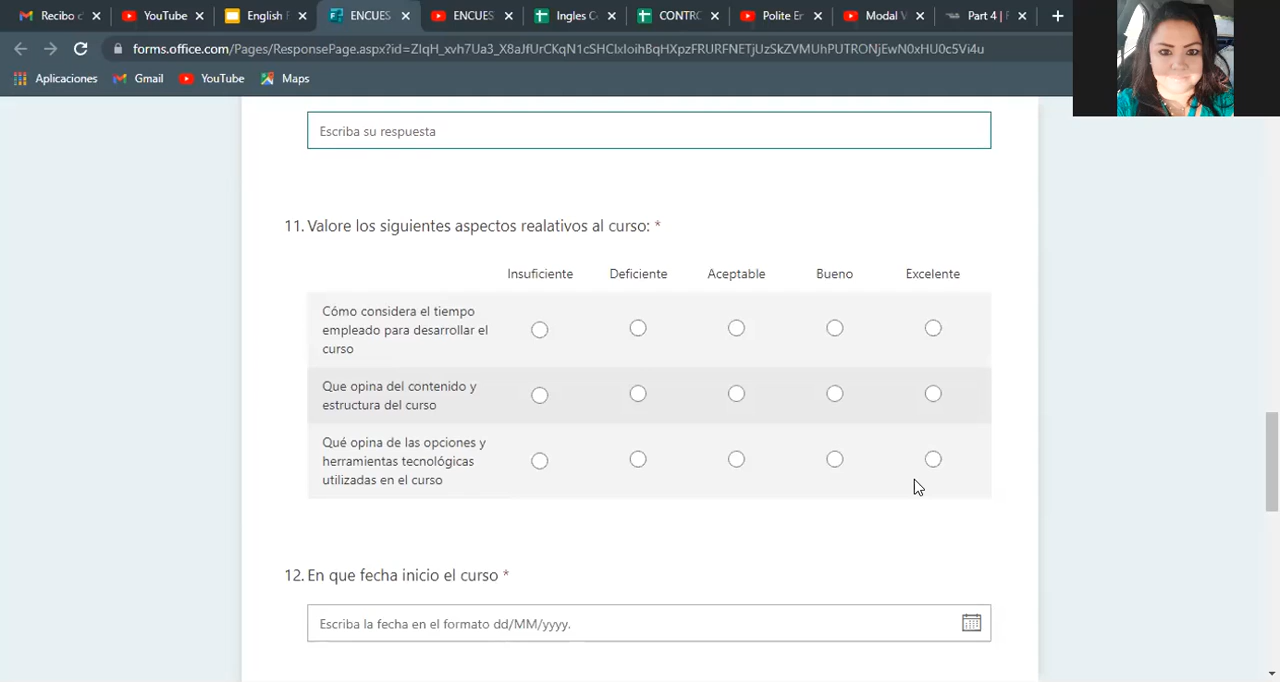 Recibo c
YouTube
English F
ENCUES
ENCUES
Ingles C
CONTRO
Polite Er
Modal V
Part 4 |
forms.office.com/Pages/ResponsePage.aspx?id=ZIqH_xvh7Ua3_X8aJfUrCKqN1cSHCIxIoihBqHXpzFRURFNETjUzSkZVMUhPUTRONjEwN0xHU0c5Vi4u
Aplicaciones
Gmail
YouTube
Maps
Escriba su respuesta
11. Valore los siguientes aspectos realativos al curso: *
Insuficiente Deficiente Aceptable Bueno Excelente
Cómo considera el tiempo
empleado para desarrollar el
curso
Que opina del contenido y
estructura del curso
Qué opina de las opciones y
herramientas tecnológicas
utilizadas en el curso
12. En que fecha inicio el curso *
Escriba la fecha en el formato dd/MM/yyyy.